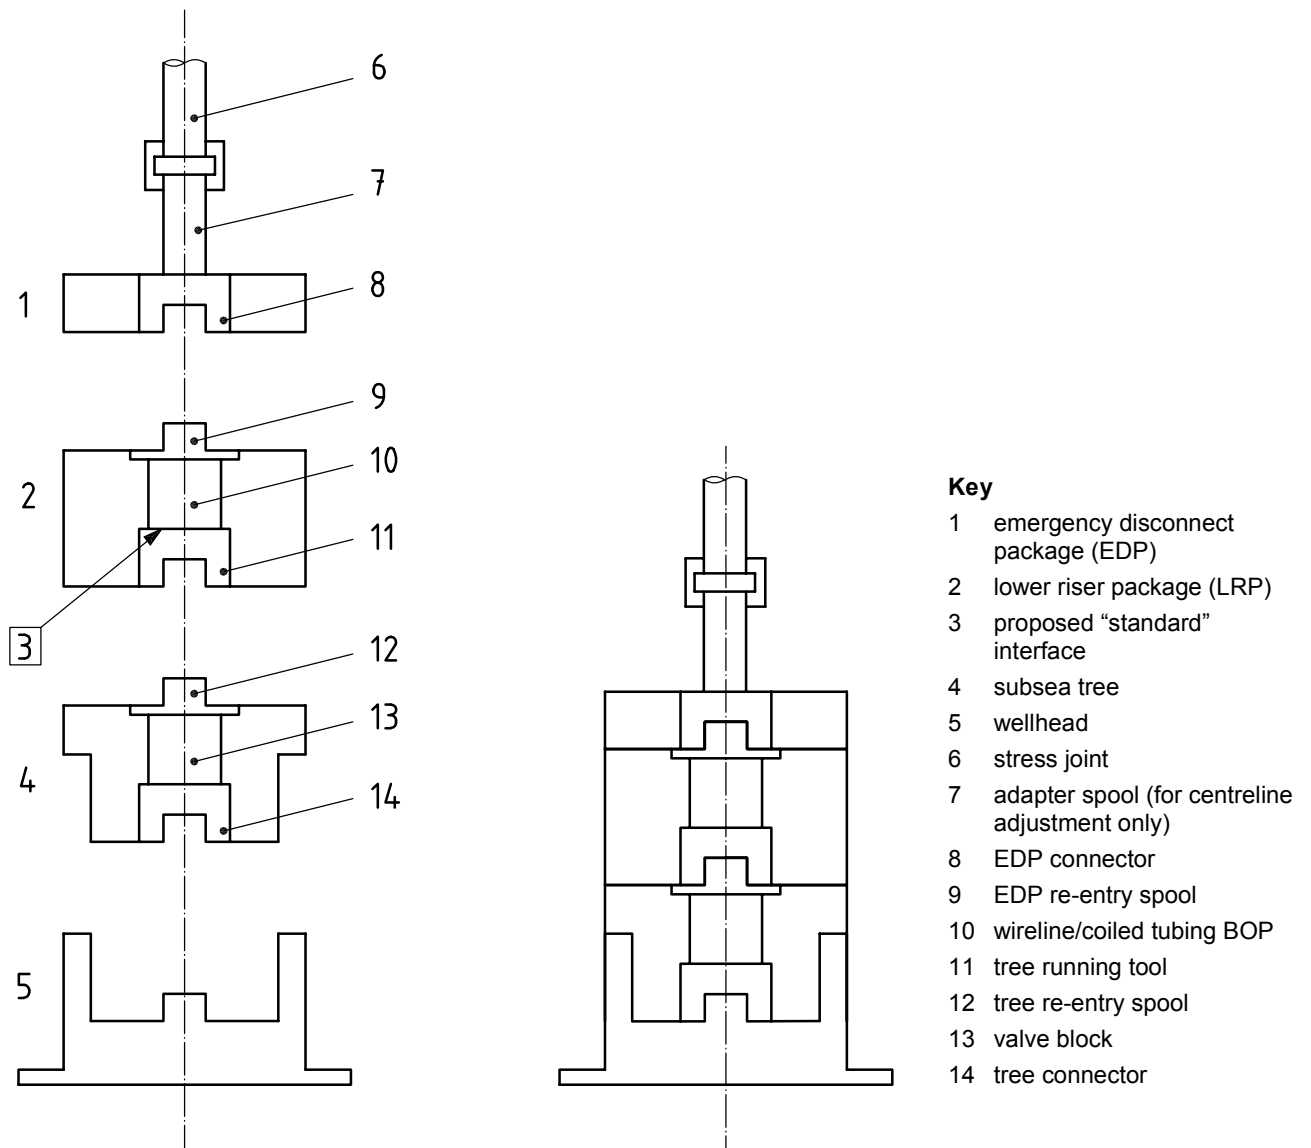 6
7
8
1
9
10
2
11
3
12
13
4
14
5
Key
1 emergency disconnect
package (EDP)
2 lower riser package (LRP)
3 proposed “standard”
interface
4 subsea tree
5 wellhead
6 stress joint
7 adapter spool (for centreline
adjustment only)
8 EDP connector
9 EDP re-entry spool
10 wireline/coiled tubing BOP
11 tree running tool
12 tree re-entry spool
13 valve block
14 tree connector